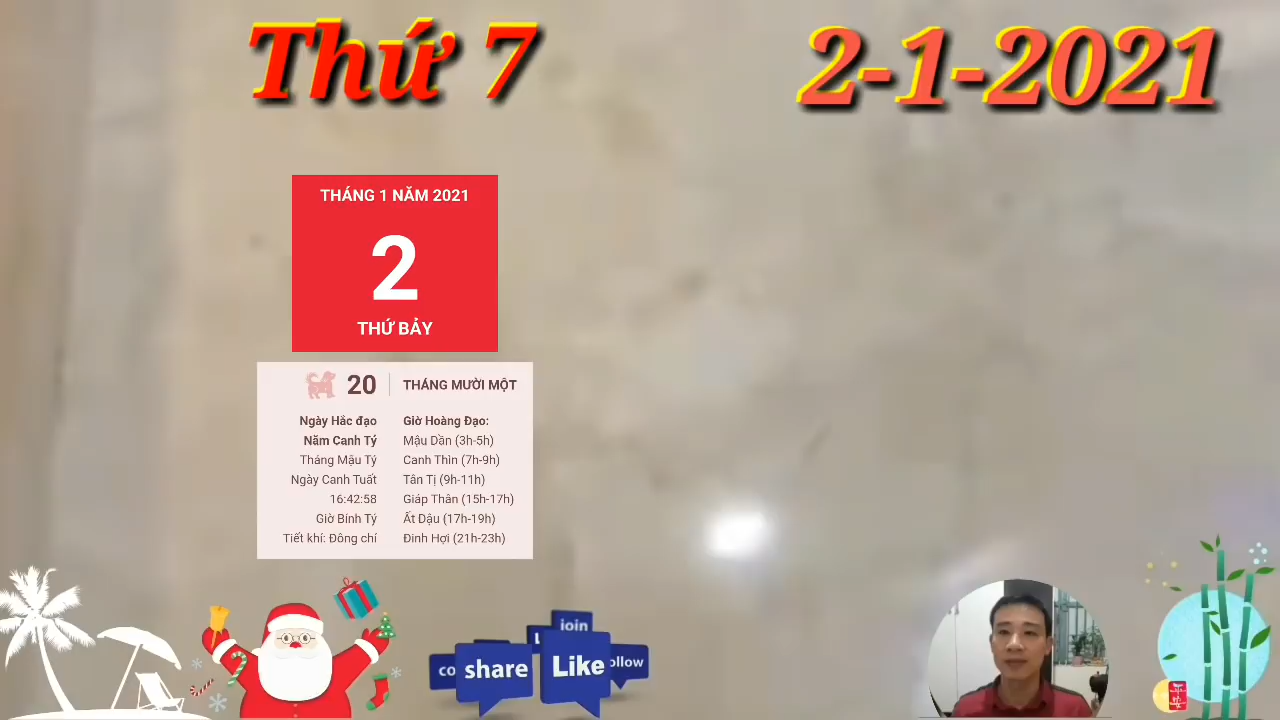 Thứ 7
2-1-2021
THÁNG 1 NĂM 2021
2
THỨ BẢY
20
THÁNG MƯỜI MỘT
Ngày Hắc đạo
Năm Canh Tý
Tháng Mậu Tý
Ngày Canh Tuất
16:42:58
Giờ Bính Tý
Tiết khí: Đông chí
Giờ Hoàng Đạo:
Mậu Dần (3h-5h)
Canh Thìn (7h-9h)
Tân Tị (9h-11h)
Giáp Thân (15h-17h)
Ất Dậu (17h-19h)
Đinh Hợi (21h-23h)
join
L
co
share
Like
ollow